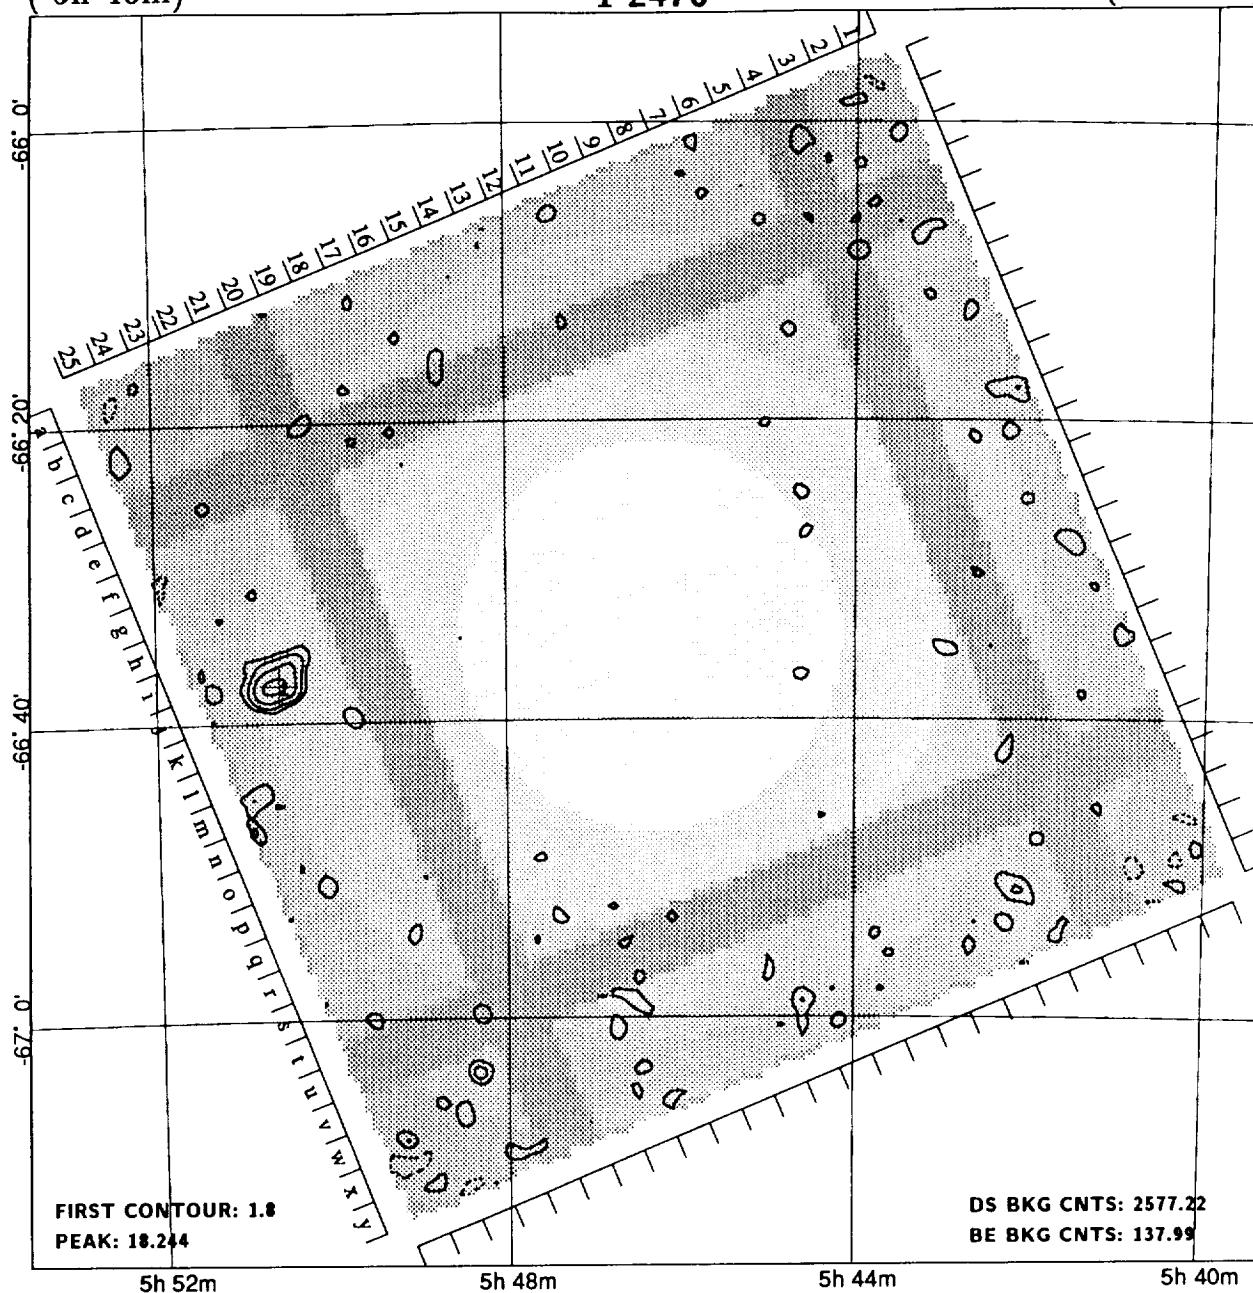 1 2 3 4 5 6 7 8 9 10 11 12 13 14 15 16 17 18 19 20 21 22 23 24 25
-66° 0'
-66° 20'
-66° 40'
-67° 0'
a b c d e f g h i j k l m n o p q r s t u v w x y
FIRST CONTOUR: 1.8
PEAK: 18.244
DS BKG CNTS: 2577.22
BE BKG CNTS: 137.99
5h 52m
5h 48m
5h 44m
5h 40m